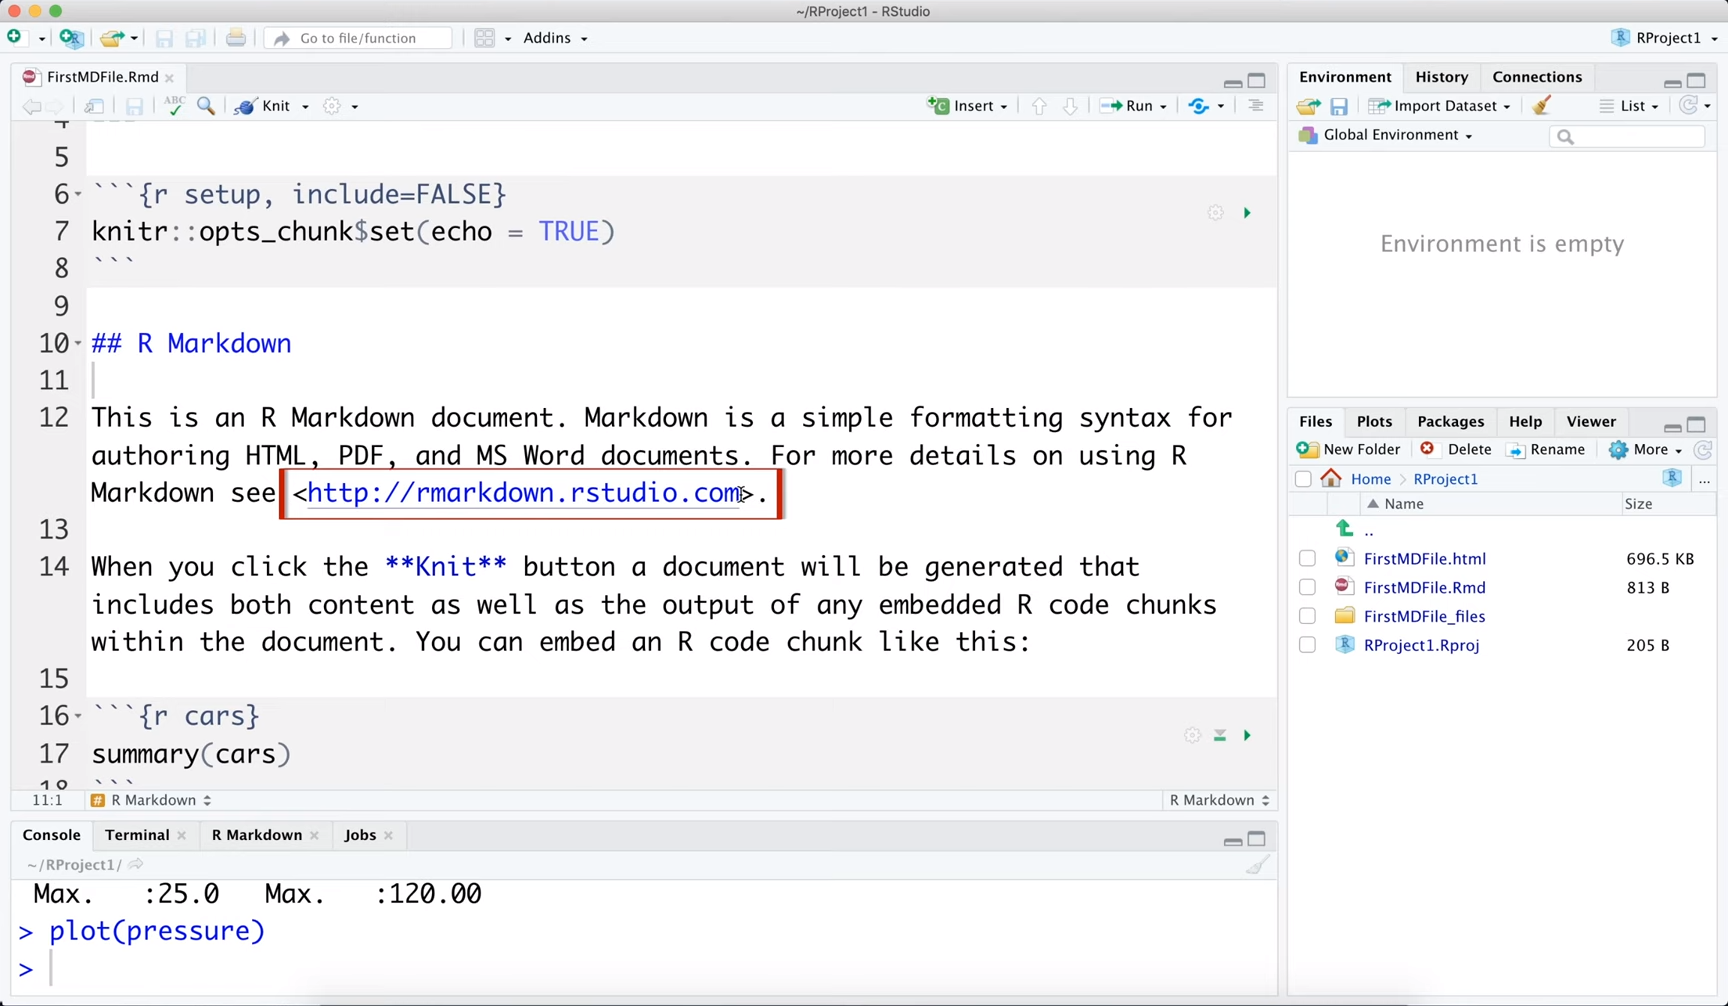 ~/RProject1 - RStudio
Go to file/function
Addins
RProject1
FirstMDFile.Rmd
ABC
Knit
Insert
Run
4 ```
5
6 ```{r setup, include=FALSE}
7 knitr::opts_chunk$set(echo = TRUE)
8 ```
9
10 ## R Markdown
11
12 This is an R Markdown document. Markdown is a simple formatting syntax for
authoring HTML, PDF, and MS Word documents. For more details on using R
Markdown see <http://rmarkdown.rstudio.com>.
13
14 When you click the **Knit** button a document will be generated that
includes both content as well as the output of any embedded R code chunks
within the document. You can embed an R code chunk like this:
15
16 ```{r cars}
17 summary(cars)
18 ```
11:1
# R Markdown
R Markdown
Console
Terminal
R Markdown
Jobs
~/RProject1/
Max. :25.0 Max. :120.00
> plot(pressure)
>
Environment
History
Connections
Import Dataset
List
Global Environment
Environment is empty
Files
Plots
Packages
Help
Viewer
New Folder
Delete
Rename
More
Home > RProject1
...
Name
Size
..
FirstMDFile.html 696.5 KB
FirstMDFile.Rmd 813 B
FirstMDFile_files
RProject1.Rproj 205 B